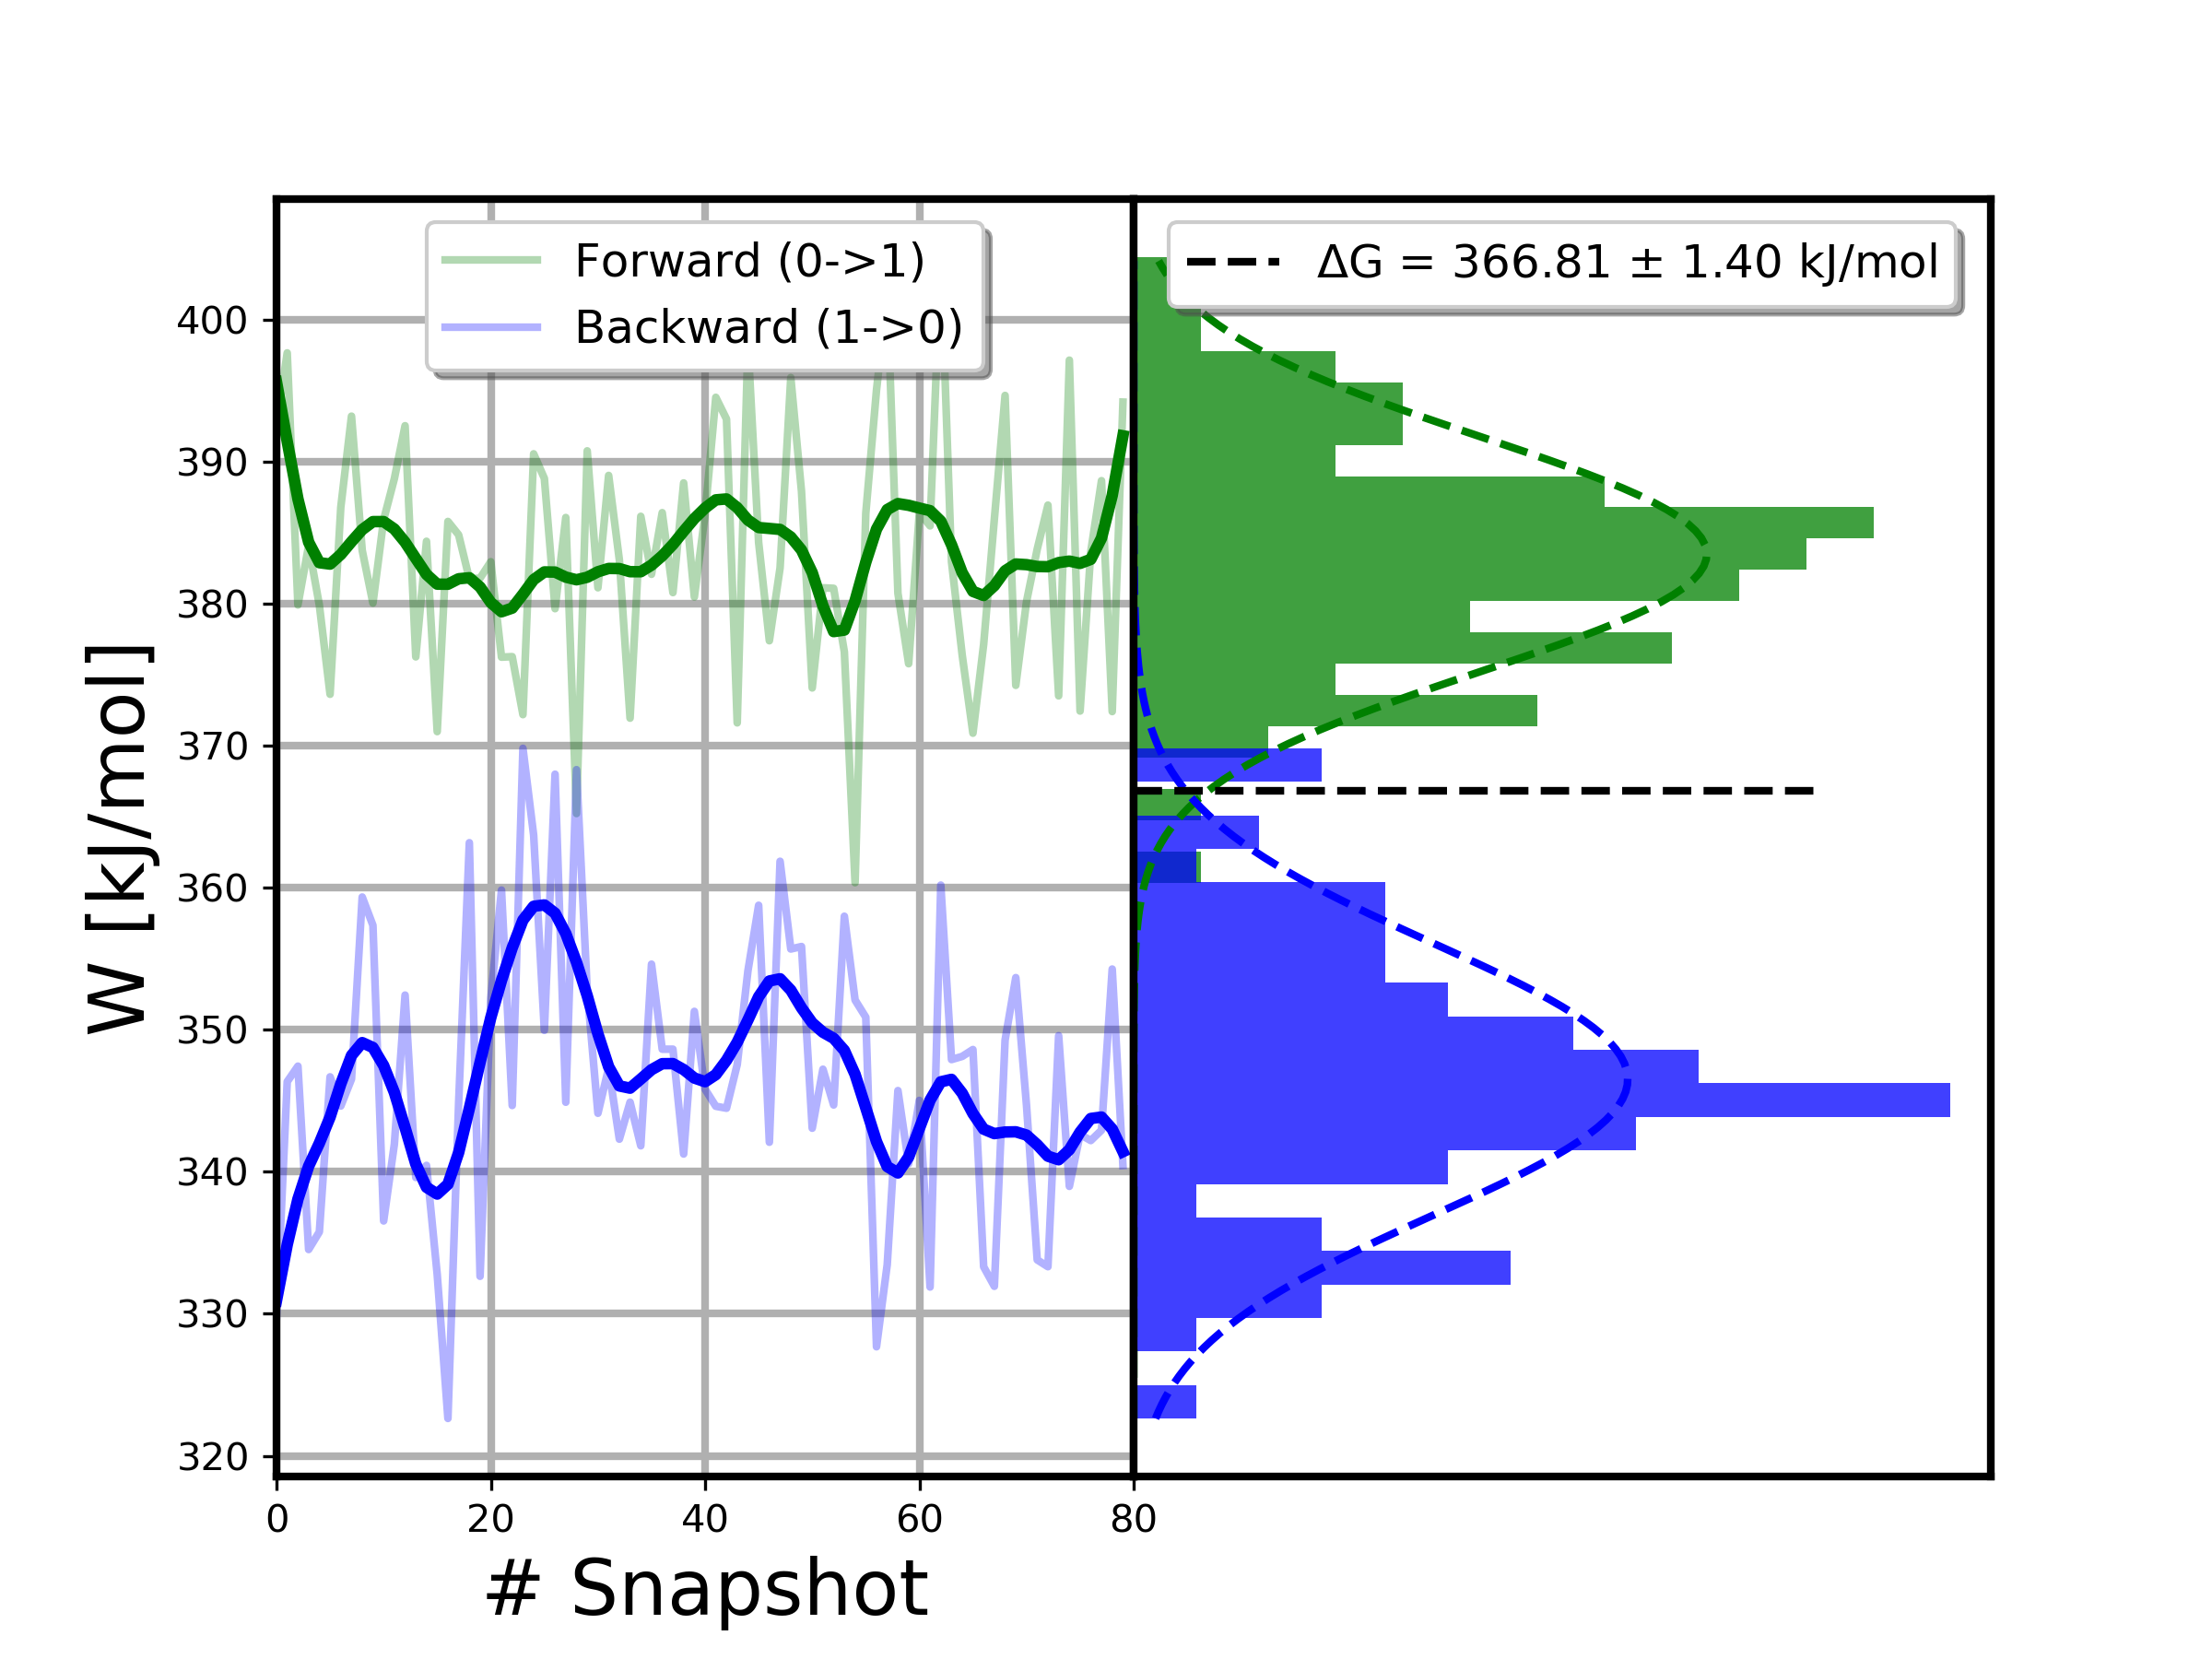 Forward (0->1)
Backward (1->0)
ΔG = 366.81 ± 1.40 kJ/mol
W [kJ/mol]
400
390
380
370
360
350
340
330
320
0 20 40 60 80
# Snapshot